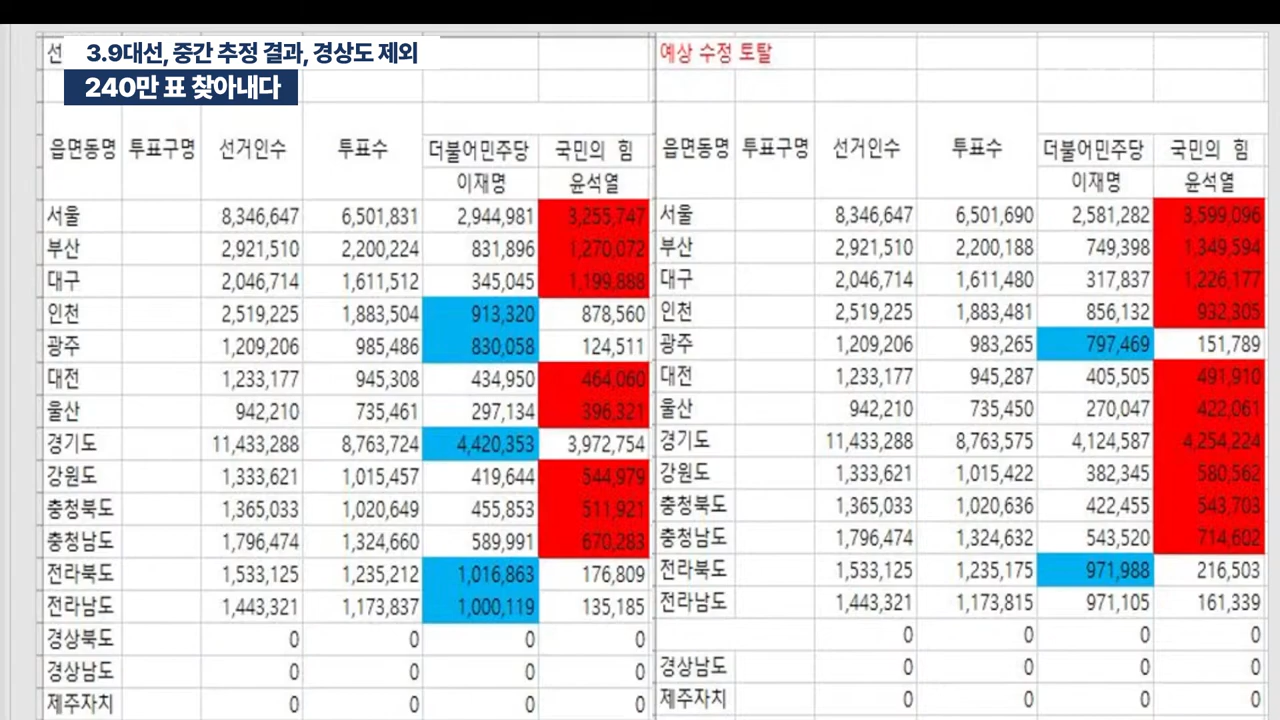 3.9대선, 중간 추정 결과, 경상도 제외
240만 표 찾아내다
선
읍면동명 투표구명 선거인수 투표수 더불어민주당 국민의 힘
이재명 윤석열
서울 8,346,647 6,501,831 2,944,981 3,255,747
부산 2,921,510 2,200,224 831,896 1,270,072
대구 2,046,714 1,611,512 345,045 1,199,888
인천 2,519,225 1,883,504 913,320 878,560
광주 1,209,206 985,486 830,058 124,511
대전 1,233,177 945,308 434,950 464,060
울산 942,210 735,461 297,134 396,321
경기도 11,433,288 8,763,724 4,420,353 3,972,754
강원도 1,333,621 1,015,457 419,644 544,979
충청북도 1,365,033 1,020,649 455,853 511,921
충청남도 1,796,474 1,324,660 589,991 670,283
전라북도 1,533,125 1,235,212 1,016,863 176,809
전라남도 1,443,321 1,173,837 1,000,119 135,185
경상북도 0 0 0 0
경상남도 0 0 0 0
제주자치 0 0 0 0
예상 수정 토탈
읍면동명 투표구명 선거인수 투표수 더불어민주당 국민의 힘
이재명 윤석열
서울 8,346,647 6,501,690 2,581,282 3,599,096
부산 2,921,510 2,200,188 749,398 1,349,594
대구 2,046,714 1,611,480 317,837 1,226,177
인천 2,519,225 1,883,481 856,132 932,305
광주 1,209,206 983,265 797,469 151,789
대전 1,233,177 945,287 405,505 491,910
울산 942,210 735,450 270,047 422,061
경기도 11,433,288 8,763,575 4,124,587 4,254,224
강원도 1,333,621 1,015,422 382,345 580,562
충청북도 1,365,033 1,020,636 422,455 543,703
충청남도 1,796,474 1,324,632 543,520 714,602
전라북도 1,533,125 1,235,175 971,988 216,503
전라남도 1,443,321 1,173,815 971,105 161,339
0 0 0 0
경상남도 0 0 0 0
제주자치 0 0 0 0